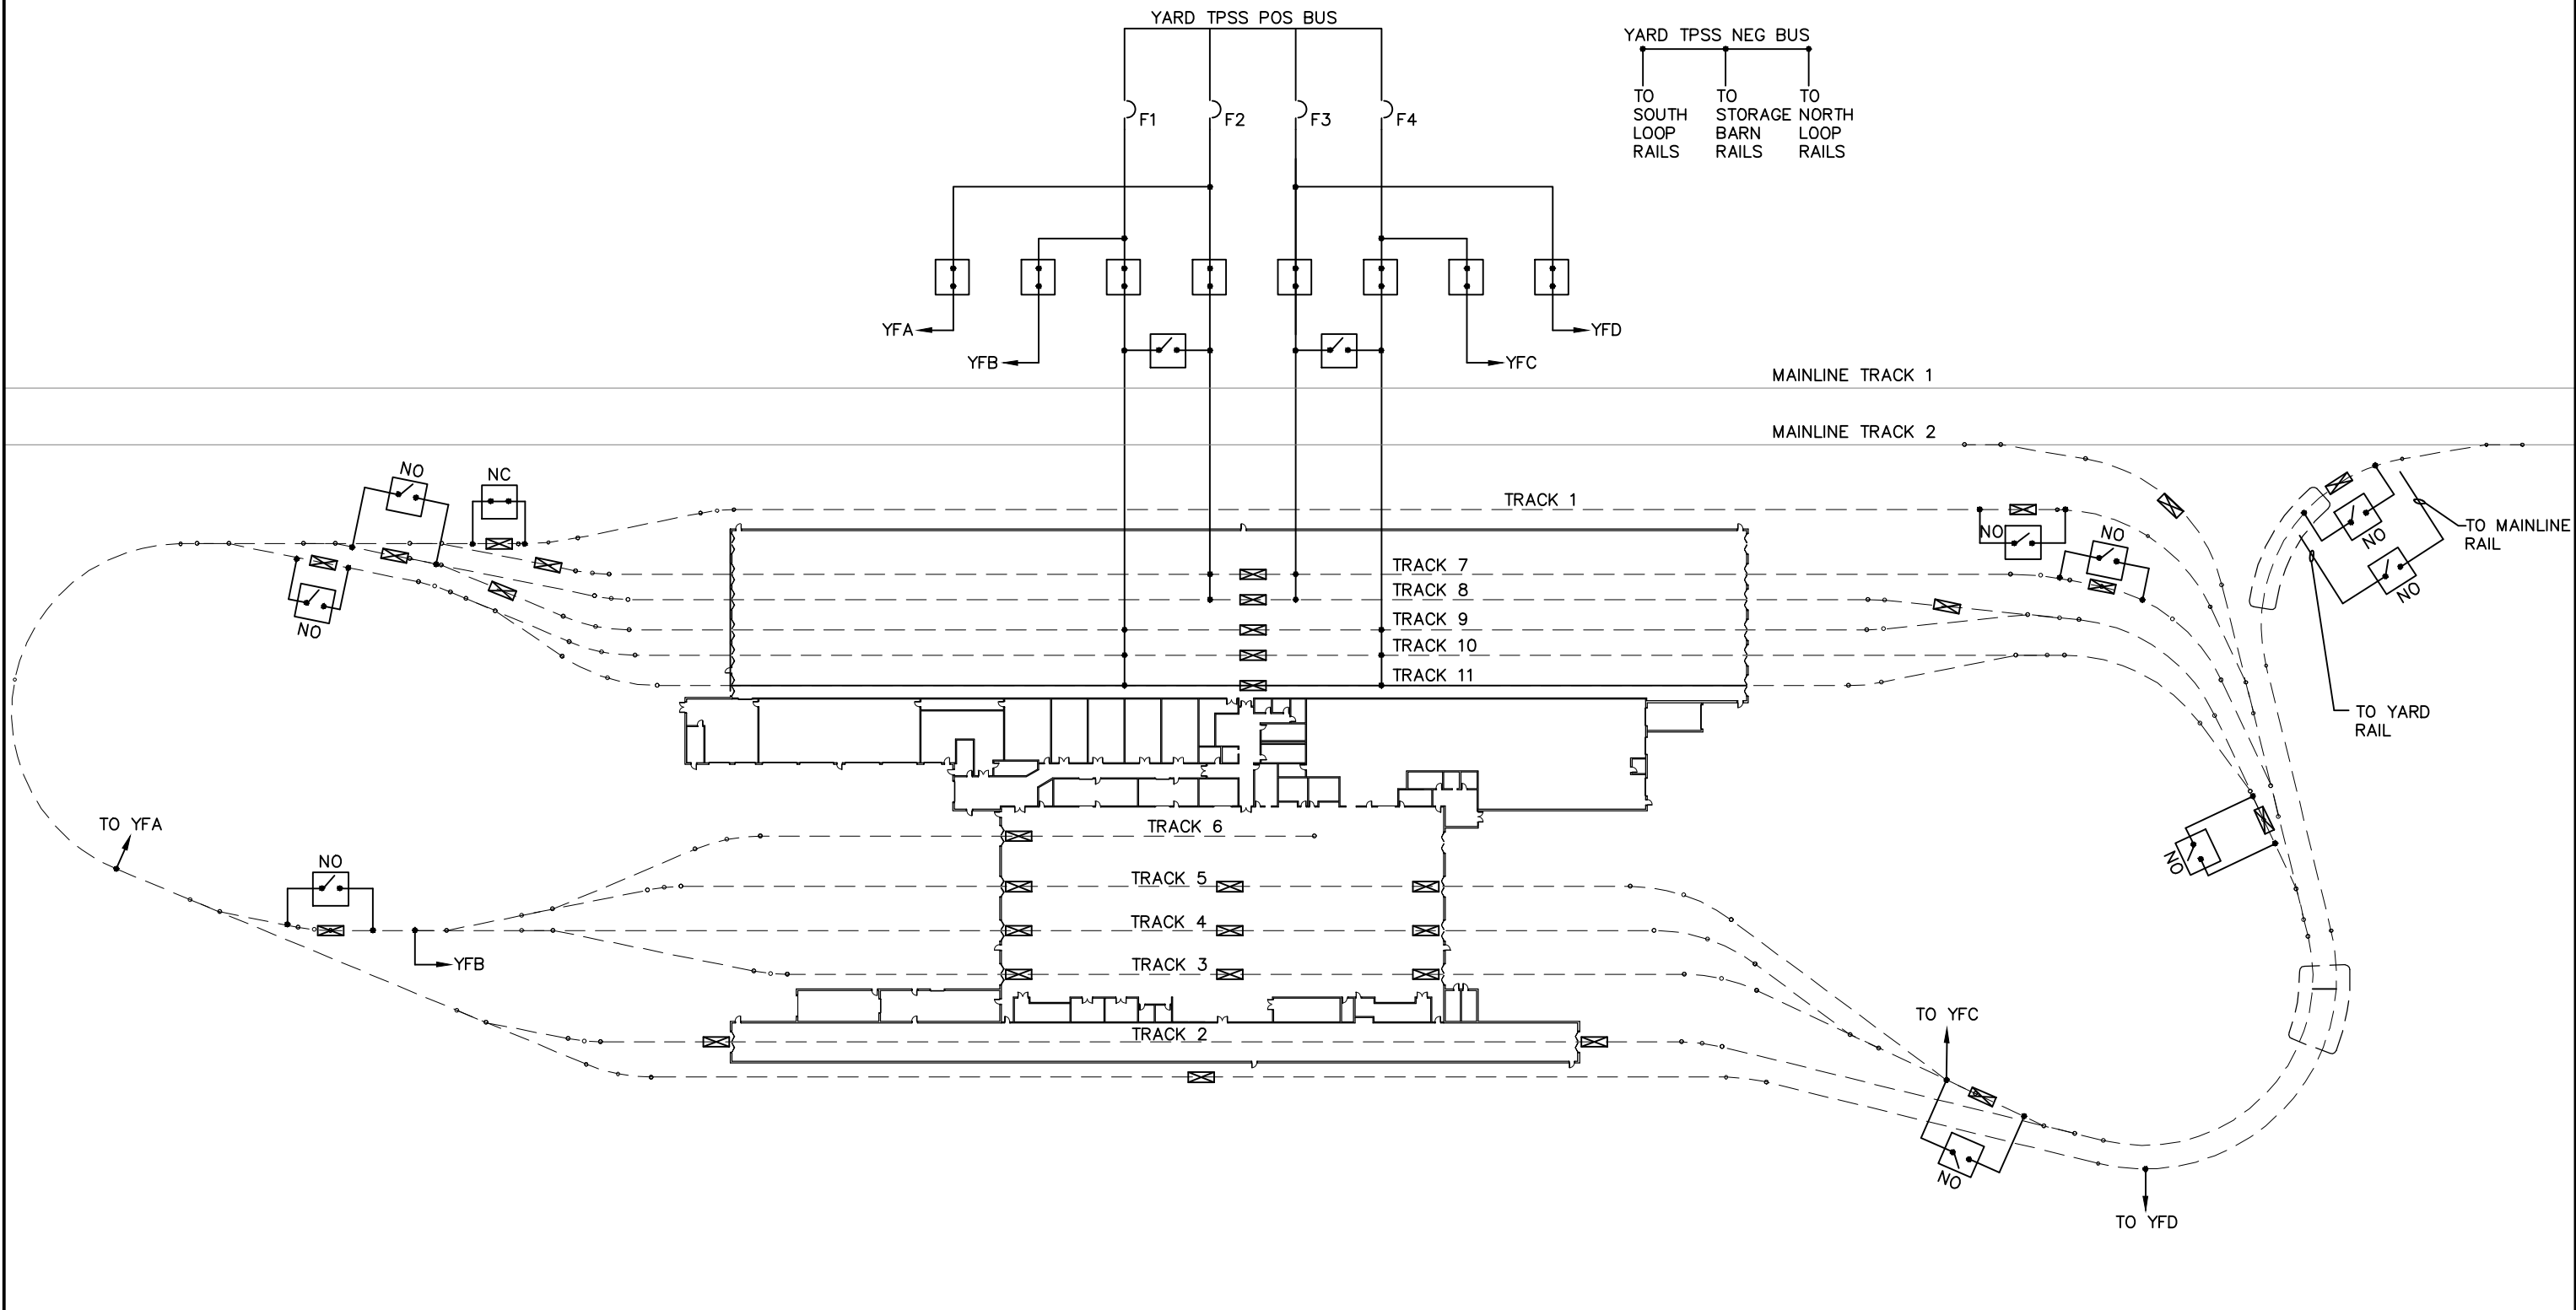 YARD TPSS POS BUS
YARD TPSS NEG BUS
TO
SOUTH
LOOP
RAILS
TO
STORAGE
BARN
RAILS
TO
NORTH
LOOP
RAILS
F1
F2
F3
F4
YFA
YFD
YFB
YFC
MAINLINE TRACK 1
MAINLINE TRACK 2
NO
NC
TRACK 1
NO
NO
NO
TO MAINLINE
RAIL
TRACK 7
TRACK 8
NO
TRACK 9
NO
TRACK 10
TRACK 11
TO YARD
RAIL
TO YFA
TRACK 6
NO
NO
TRACK 5
TRACK 4
YFB
TRACK 3
TO YFC
TRACK 2
NO
TO YFD